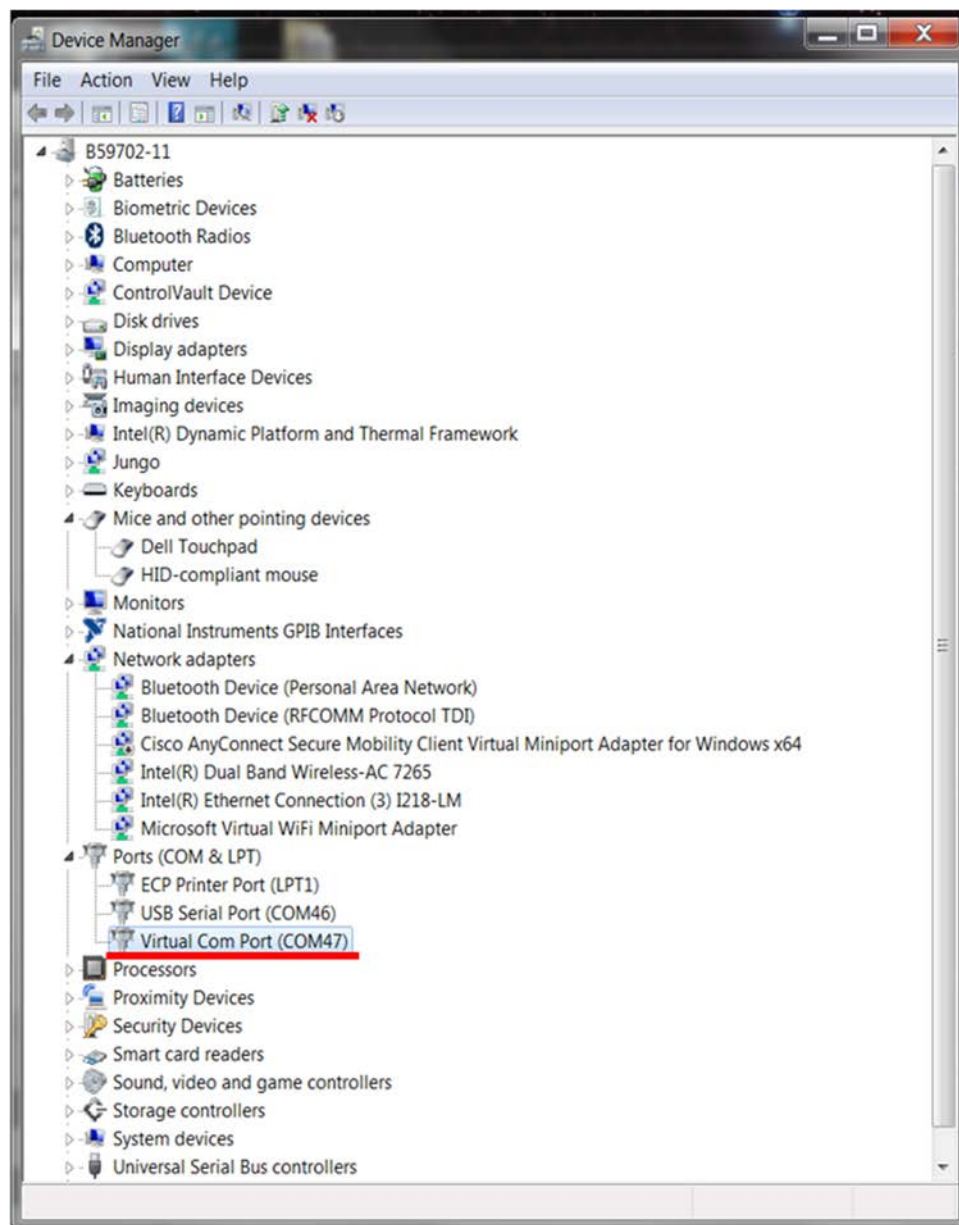 Device Manager
File Action View Help
B59702-11
Batteries
Biometric Devices
Bluetooth Radios
Computer
ControlVault Device
Disk drives
Display adapters
Human Interface Devices
Imaging devices
Intel(R) Dynamic Platform and Thermal Framework
Jungo
Keyboards
Mice and other pointing devices
Dell Touchpad
HID-compliant mouse
Monitors
National Instruments GPIB Interfaces
Network adapters
Bluetooth Device (Personal Area Network)
Bluetooth Device (RFCOMM Protocol TDI)
Cisco AnyConnect Secure Mobility Client Virtual Miniport Adapter for Windows x64
Intel(R) Dual Band Wireless-AC 7265
Intel(R) Ethernet Connection (3) I218-LM
Microsoft Virtual WiFi Miniport Adapter
Ports (COM & LPT)
ECP Printer Port (LPT1)
USB Serial Port (COM46)
Virtual Com Port (COM47)
Processors
Proximity Devices
Security Devices
Smart card readers
Sound, video and game controllers
Storage controllers
System devices
Universal Serial Bus controllers